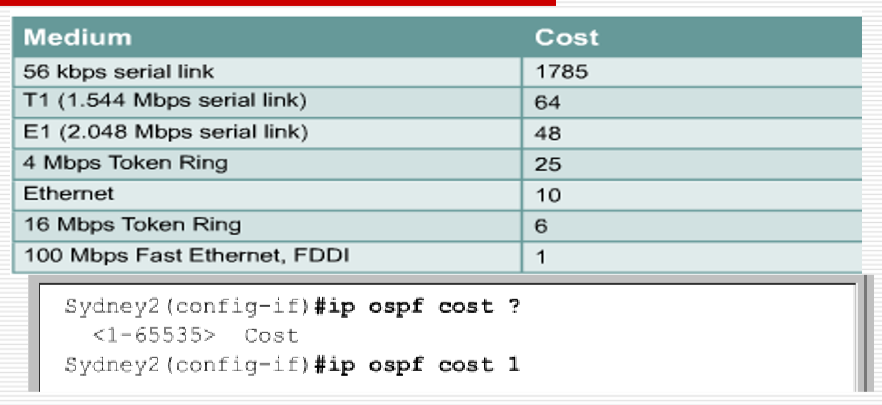 Medium Cost
56 kbps serial link 1785
T1 (1.544 Mbps serial link) 64
E1 (2.048 Mbps serial link) 48
4 Mbps Token Ring 25
Ethernet 10
16 Mbps Token Ring 6
100 Mbps Fast Ethernet, FDDI 1
Sydney2(config-if)#ip ospf cost ?
<1-65535> Cost
Sydney2(config-if)#ip ospf cost 1